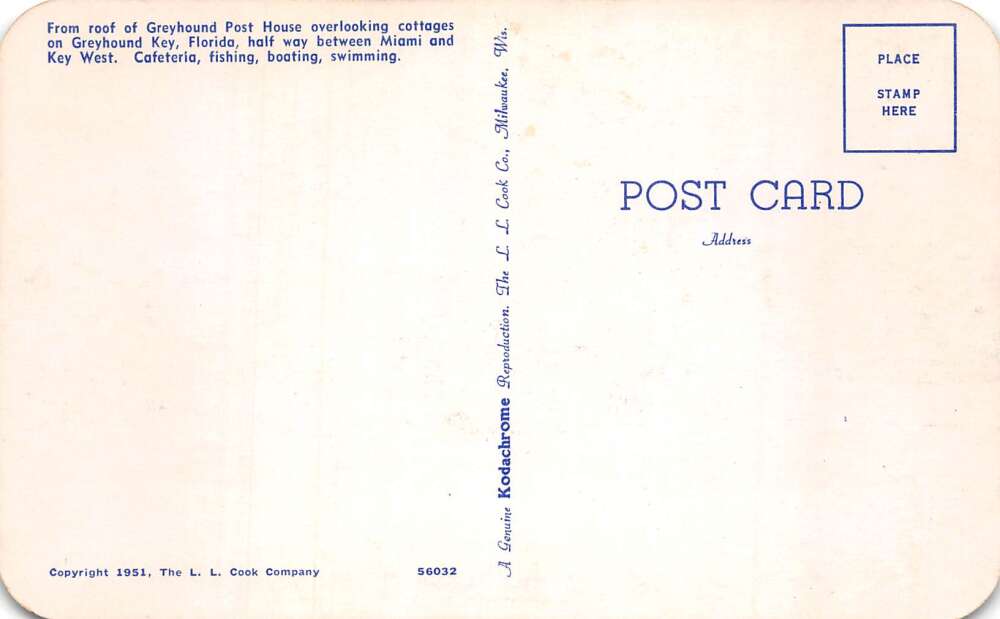 From roof of Greyhound Post House overlooking cottages
on Greyhound Key, Florida, half way between Miami and
Key West. Cafeteria, fishing, boating, swimming.
Copyright 1951, The L. L. Cook Company
56032
A Genuine Kodachrome Reproduction. The L. L. Cook Co., Milwaukee, Wis.
PLACE
STAMP
HERE
POST CARD
Address